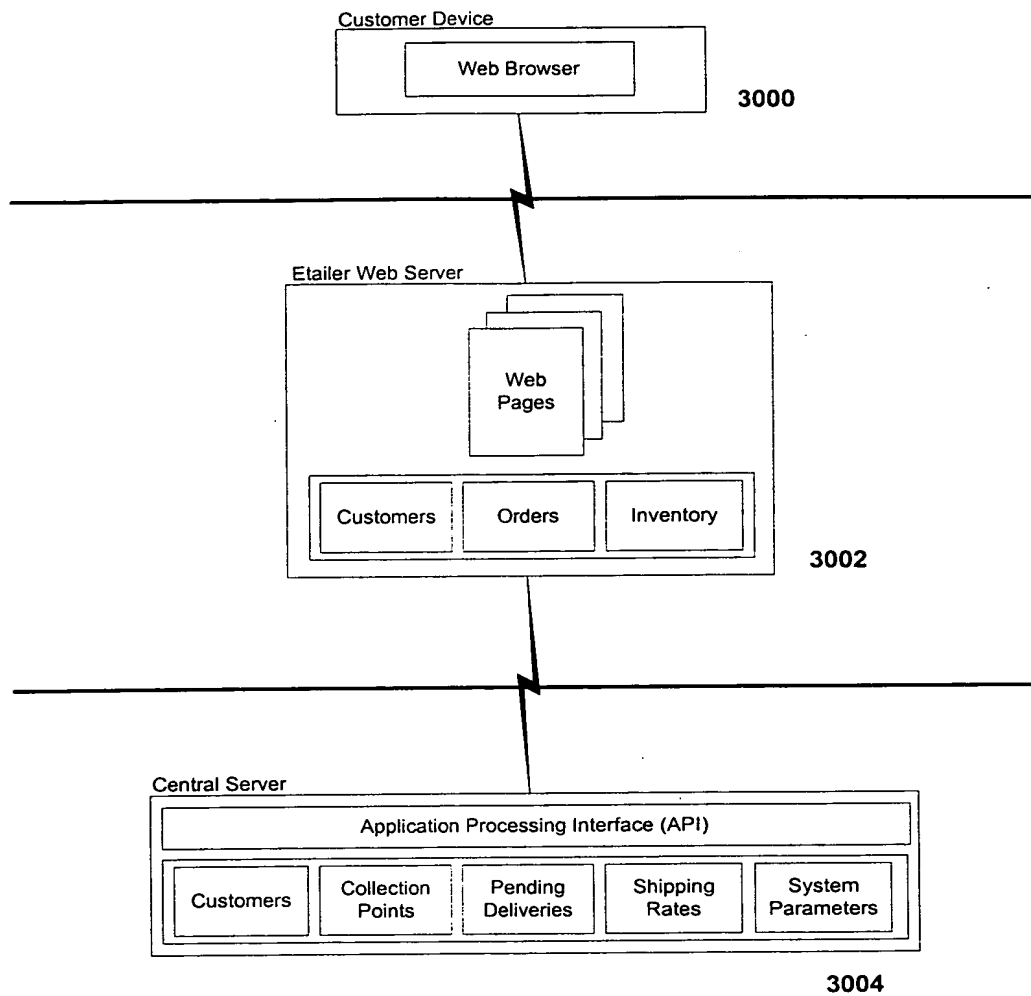 Customer Device
Web Browser
3000
Etailer Web Server
Web
Pages
Customers
Orders
Inventory
3002
Central Server
Application Processing Interface (API)
Customers
Collection
Points
Pending
Deliveries
Shipping
Rates
System
Parameters
3004